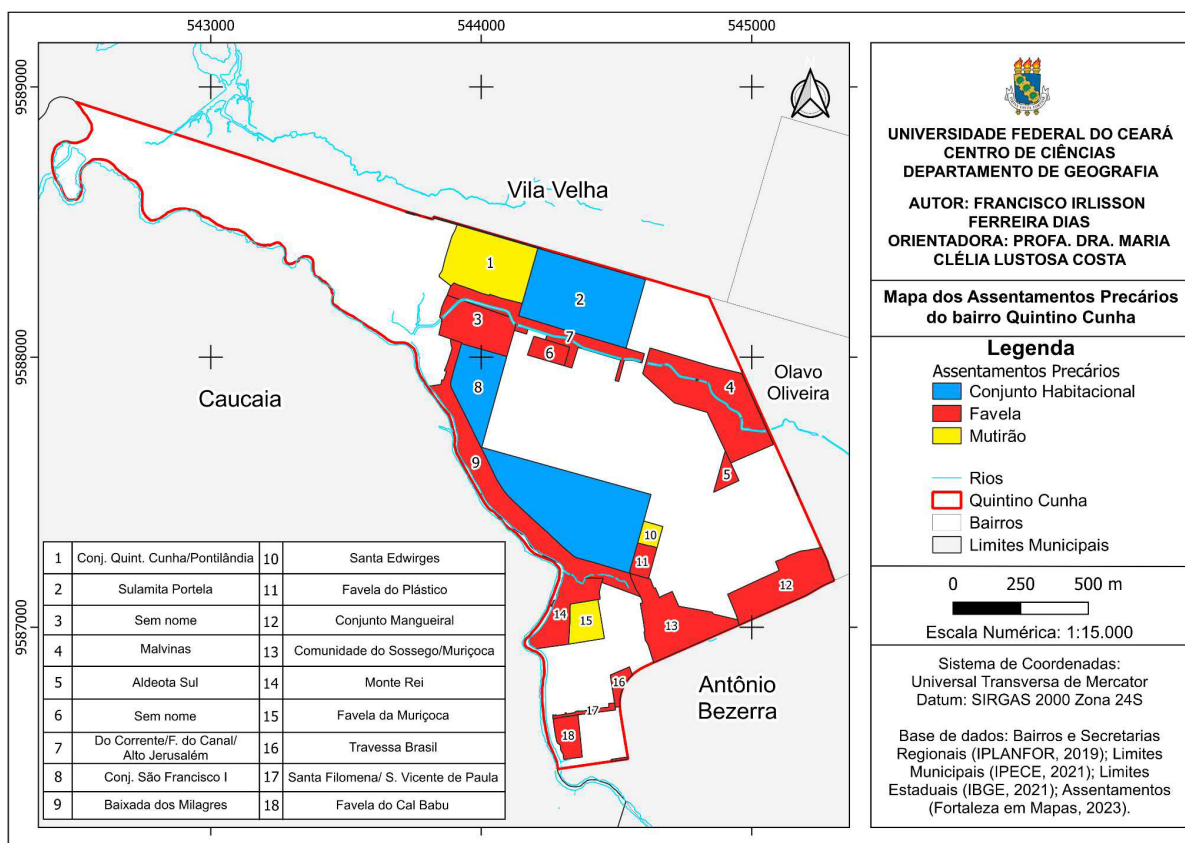 543000
544000
545000
9589000
9588000
9587000
N
Vila Velha
Caucaia
Olavo
Oliveira
Antônio
Bezerra
1
2
3
7
6
4
8
5
9
10
11
12
14
15
13
16
17
18
1 Conj. Quint. Cunha/Pontilândia 10 Santa Edwirges
2 Sulamita Portela 11 Favela do Plástico
3 Sem nome 12 Conjunto Mangueiral
4 Malvinas 13 Comunidade do Sossego/Muriçoca
5 Aldeota Sul 14 Monte Rei
6 Sem nome 15 Favela da Muriçoca
7 Do Corrente/F. do Canal/
Alto Jerusalém 16 Travessa Brasil
8 Conj. São Francisco I 17 Santa Filomena/ S. Vicente de Paula
9 Baixada dos Milagres 18 Favela do Cal Babu
UNIVERSIDADE FEDERAL DO CEARÁ
CENTRO DE CIÊNCIAS
DEPARTAMENTO DE GEOGRAFIA
AUTOR: FRANCISCO IRLISSON
FERREIRA DIAS
ORIENTADORA: PROFA. DRA. MARIA
CLÉLIA LUSTOSA COSTA
Mapa dos Assentamentos Precários
do bairro Quintino Cunha
Legenda
Assentamentos Precários
Conjunto Habitacional
Favela
Mutirão
Rios
Quintino Cunha
Bairros
Limites Municipais
0 250 500 m
Escala Numérica: 1:15.000
Sistema de Coordenadas:
Universal Transversa de Mercator
Datum: SIRGAS 2000 Zona 24S
Base de dados: Bairros e Secretarias
Regionais (IPLANFOR, 2019); Limites
Municipais (IPECE, 2021); Limites
Estaduais (IBGE, 2021); Assentamentos
(Fortaleza em Mapas, 2023).